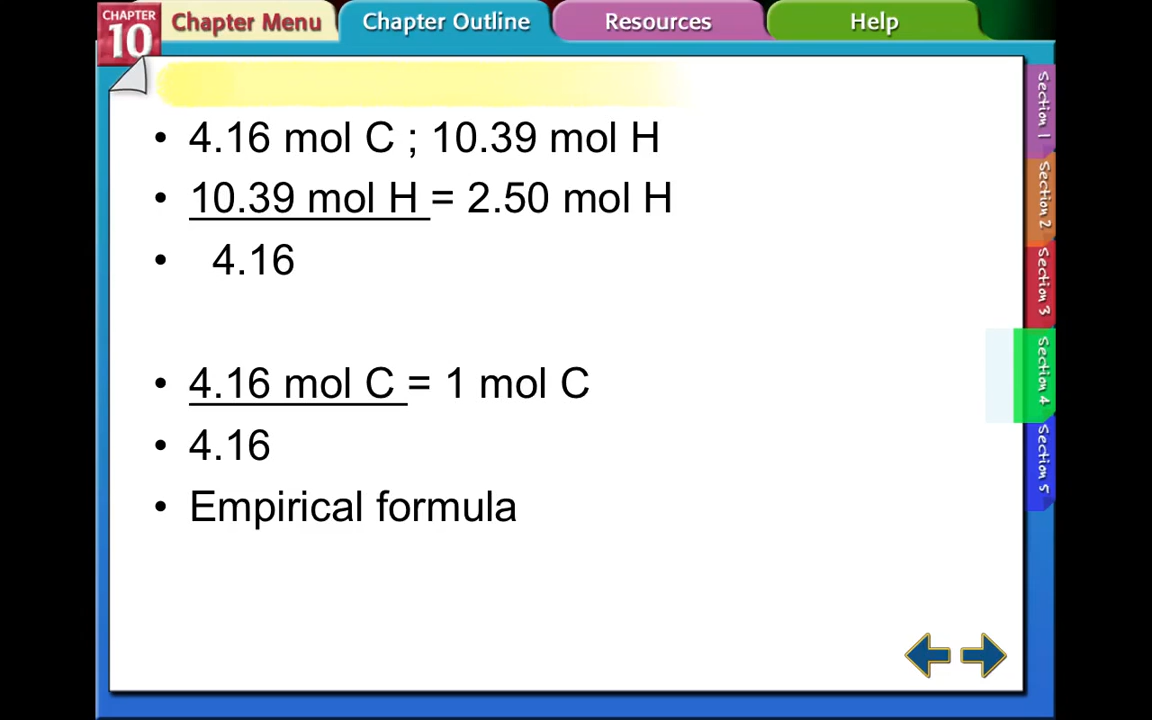 CHAPTER
10
Chapter Menu
Chapter Outline
Resources
Help
• 4.16 mol C ; 10.39 mol H
• 10.39 mol H = 2.50 mol H
• 4.16
• 4.16 mol C = 1 mol C
• 4.16
• Empirical formula
Section 1
Section 2
Section 3
Section 4
Section 5